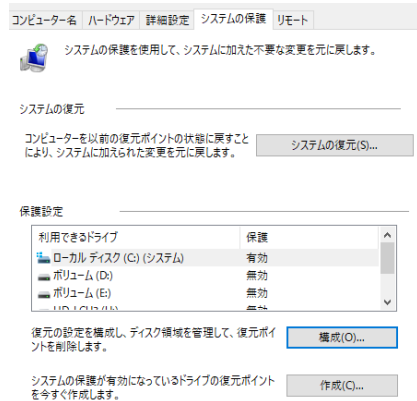 コンピューター名 ハードウェア 詳細設定 システムの保護 リモート
システムの保護を使用して、システムに加えた不要な変更を元に戻します。
システムの復元
コンピューターを以前の復元ポイントの状態に戻すこと
により、システムに加えられた変更を元に戻します。
システムの復元(S)...
保護設定
利用できるドライブ 保護
ローカル ディスク (C:) (システム) 有効
ボリューム (D:) 無効
ボリューム (E:) 無効
無効
復元の設定を構成し、ディスク領域を管理して、復元ポイ
ントを削除します。
構成(O)...
システムの保護が有効になっているドライブの復元ポイント
を今すぐ作成します。
作成(C)...